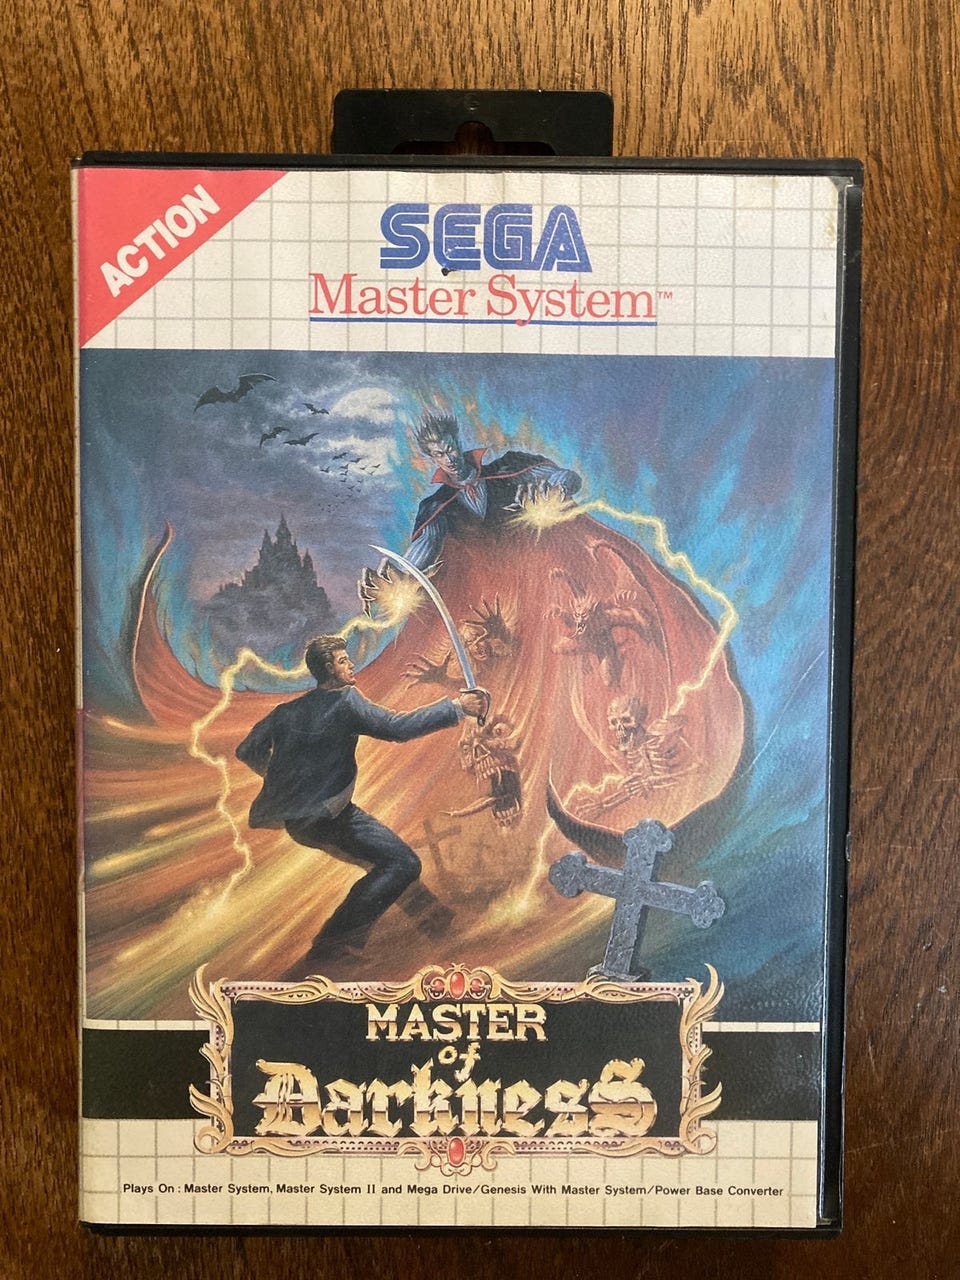 ACTION
SEGA
Master System™
MASTER
of
Darkness
Plays On : Master System, Master System II and Mega Drive/Genesis With Master System/Power Base Converter